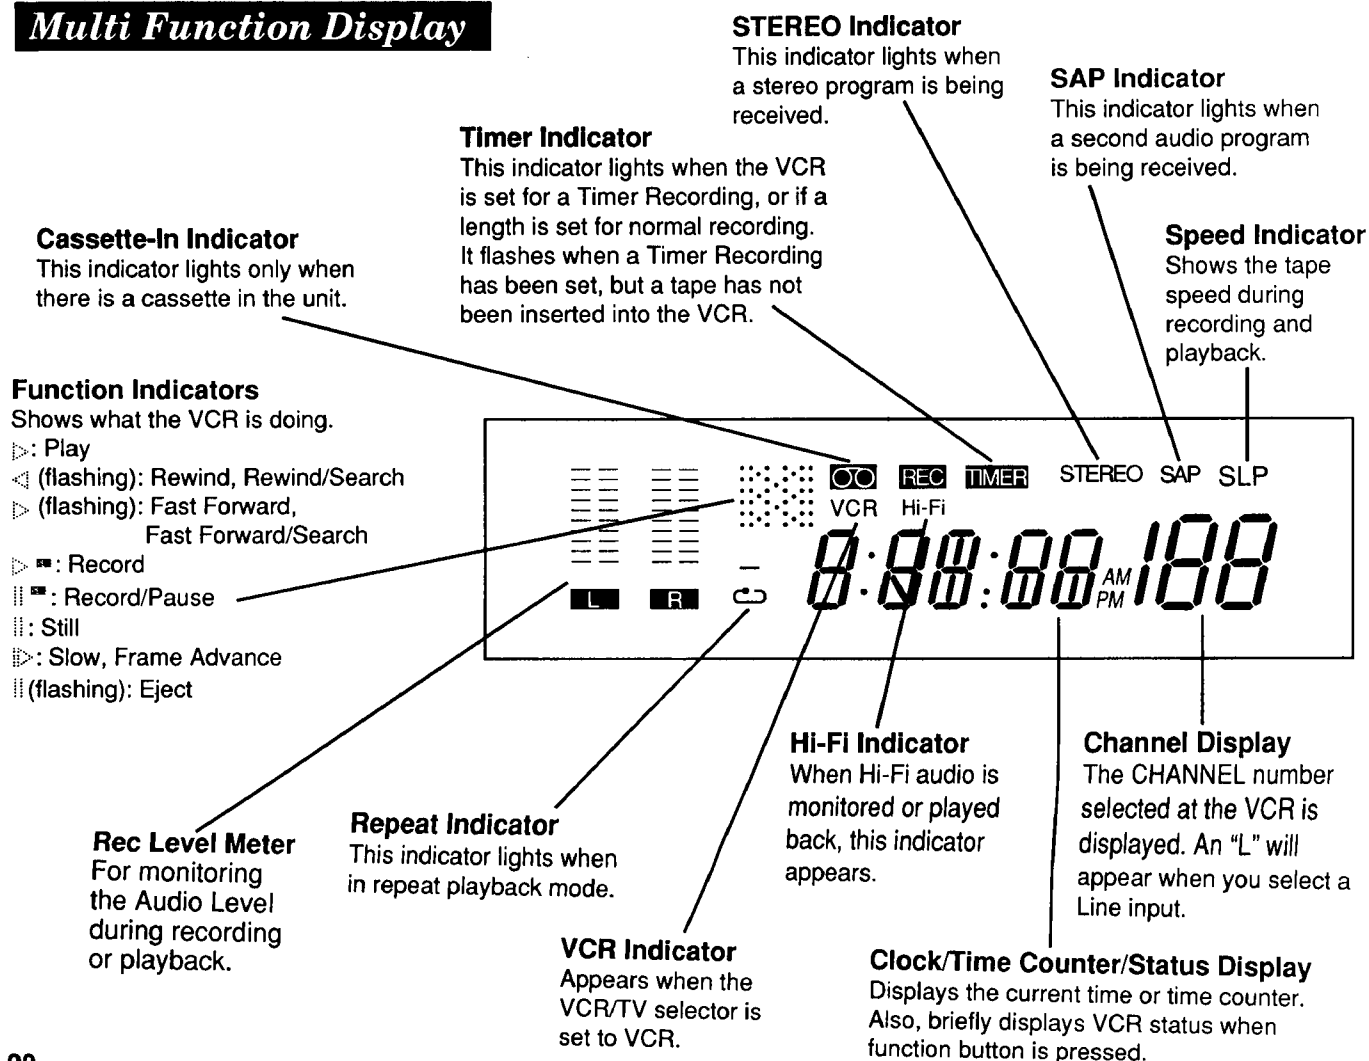 Multi Function Display
STEREO Indicator
This indicator lights when
a stereo program is being
received.
SAP Indicator
This indicator lights when
a second audio program
is being received.
Timer Indicator
This indicator lights when the VCR
is set for a Timer Recording, or if a
length is set for normal recording.
It flashes when a Timer Recording
has been set, but a tape has not
been inserted into the VCR.
Cassette-In Indicator
This indicator lights only when
there is a cassette in the unit.
Speed Indicator
Shows the tape
speed during
recording and
playback.
Function Indicators
Shows what the VCR is doing.
▷: Play
◁ (flashing): Rewind, Rewind/Search
▷ (flashing): Fast Forward,
Fast Forward/Search
▷ : Record
|| : Record/Pause
||: Still
||▷: Slow, Frame Advance
|| (flashing): Eject
REC TIMER STEREO SAP SLP
VCR Hi-Fi
8:88:88 AM PM 188
L R
Hi-Fi Indicator
When Hi-Fi audio is
monitored or played
back, this indicator
appears.
Channel Display
The CHANNEL number
selected at the VCR is
displayed. An “L” will
appear when you select a
Line input.
Rec Level Meter
For monitoring
the Audio Level
during recording
or playback.
Repeat Indicator
This indicator lights when
in repeat playback mode.
VCR Indicator
Appears when the
VCR/TV selector is
set to VCR.
Clock/Time Counter/Status Display
Displays the current time or time counter.
Also, briefly displays VCR status when
function button is pressed.